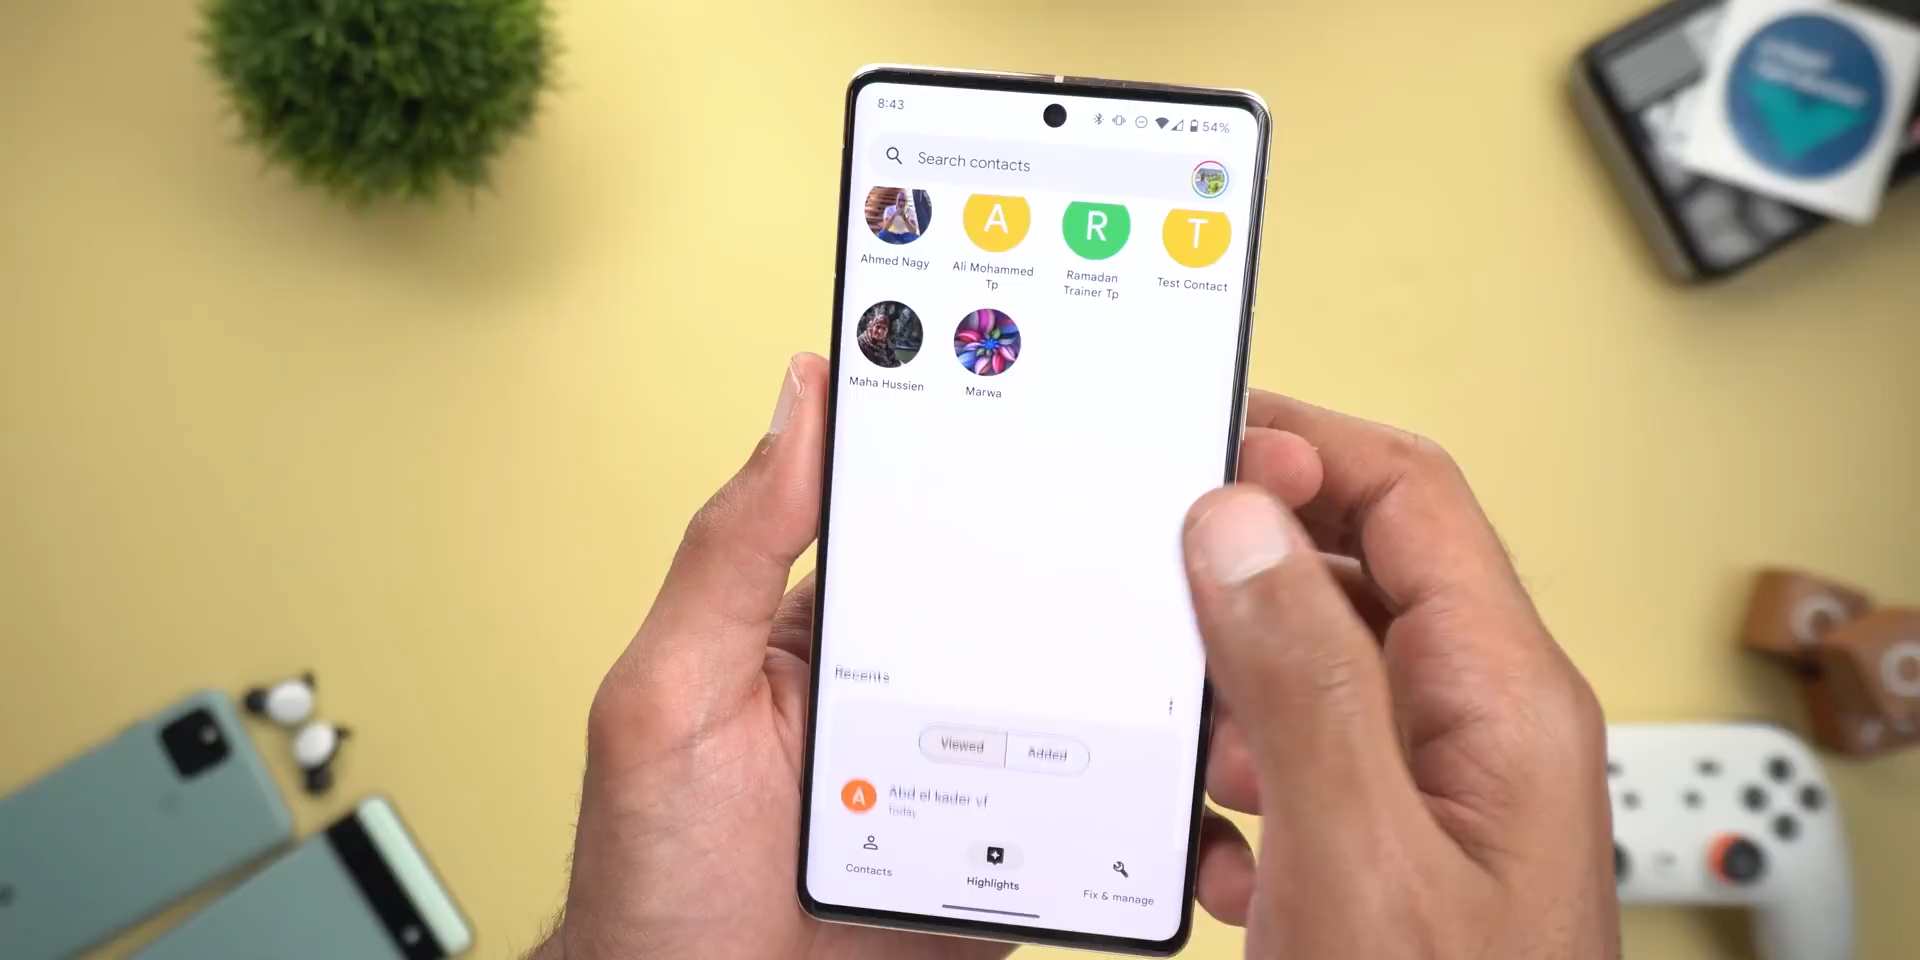 8:43
54%
Search contacts
A
R
T
Ahmed Nagy
Ali Mohammed
Tp
Ramadan
Trainer Tp
Test Contact
Maha Hussien
Marwa
Recents
Viewed
Added
A
Abd el kader vf
today
Contacts
Highlights
Fix & manage